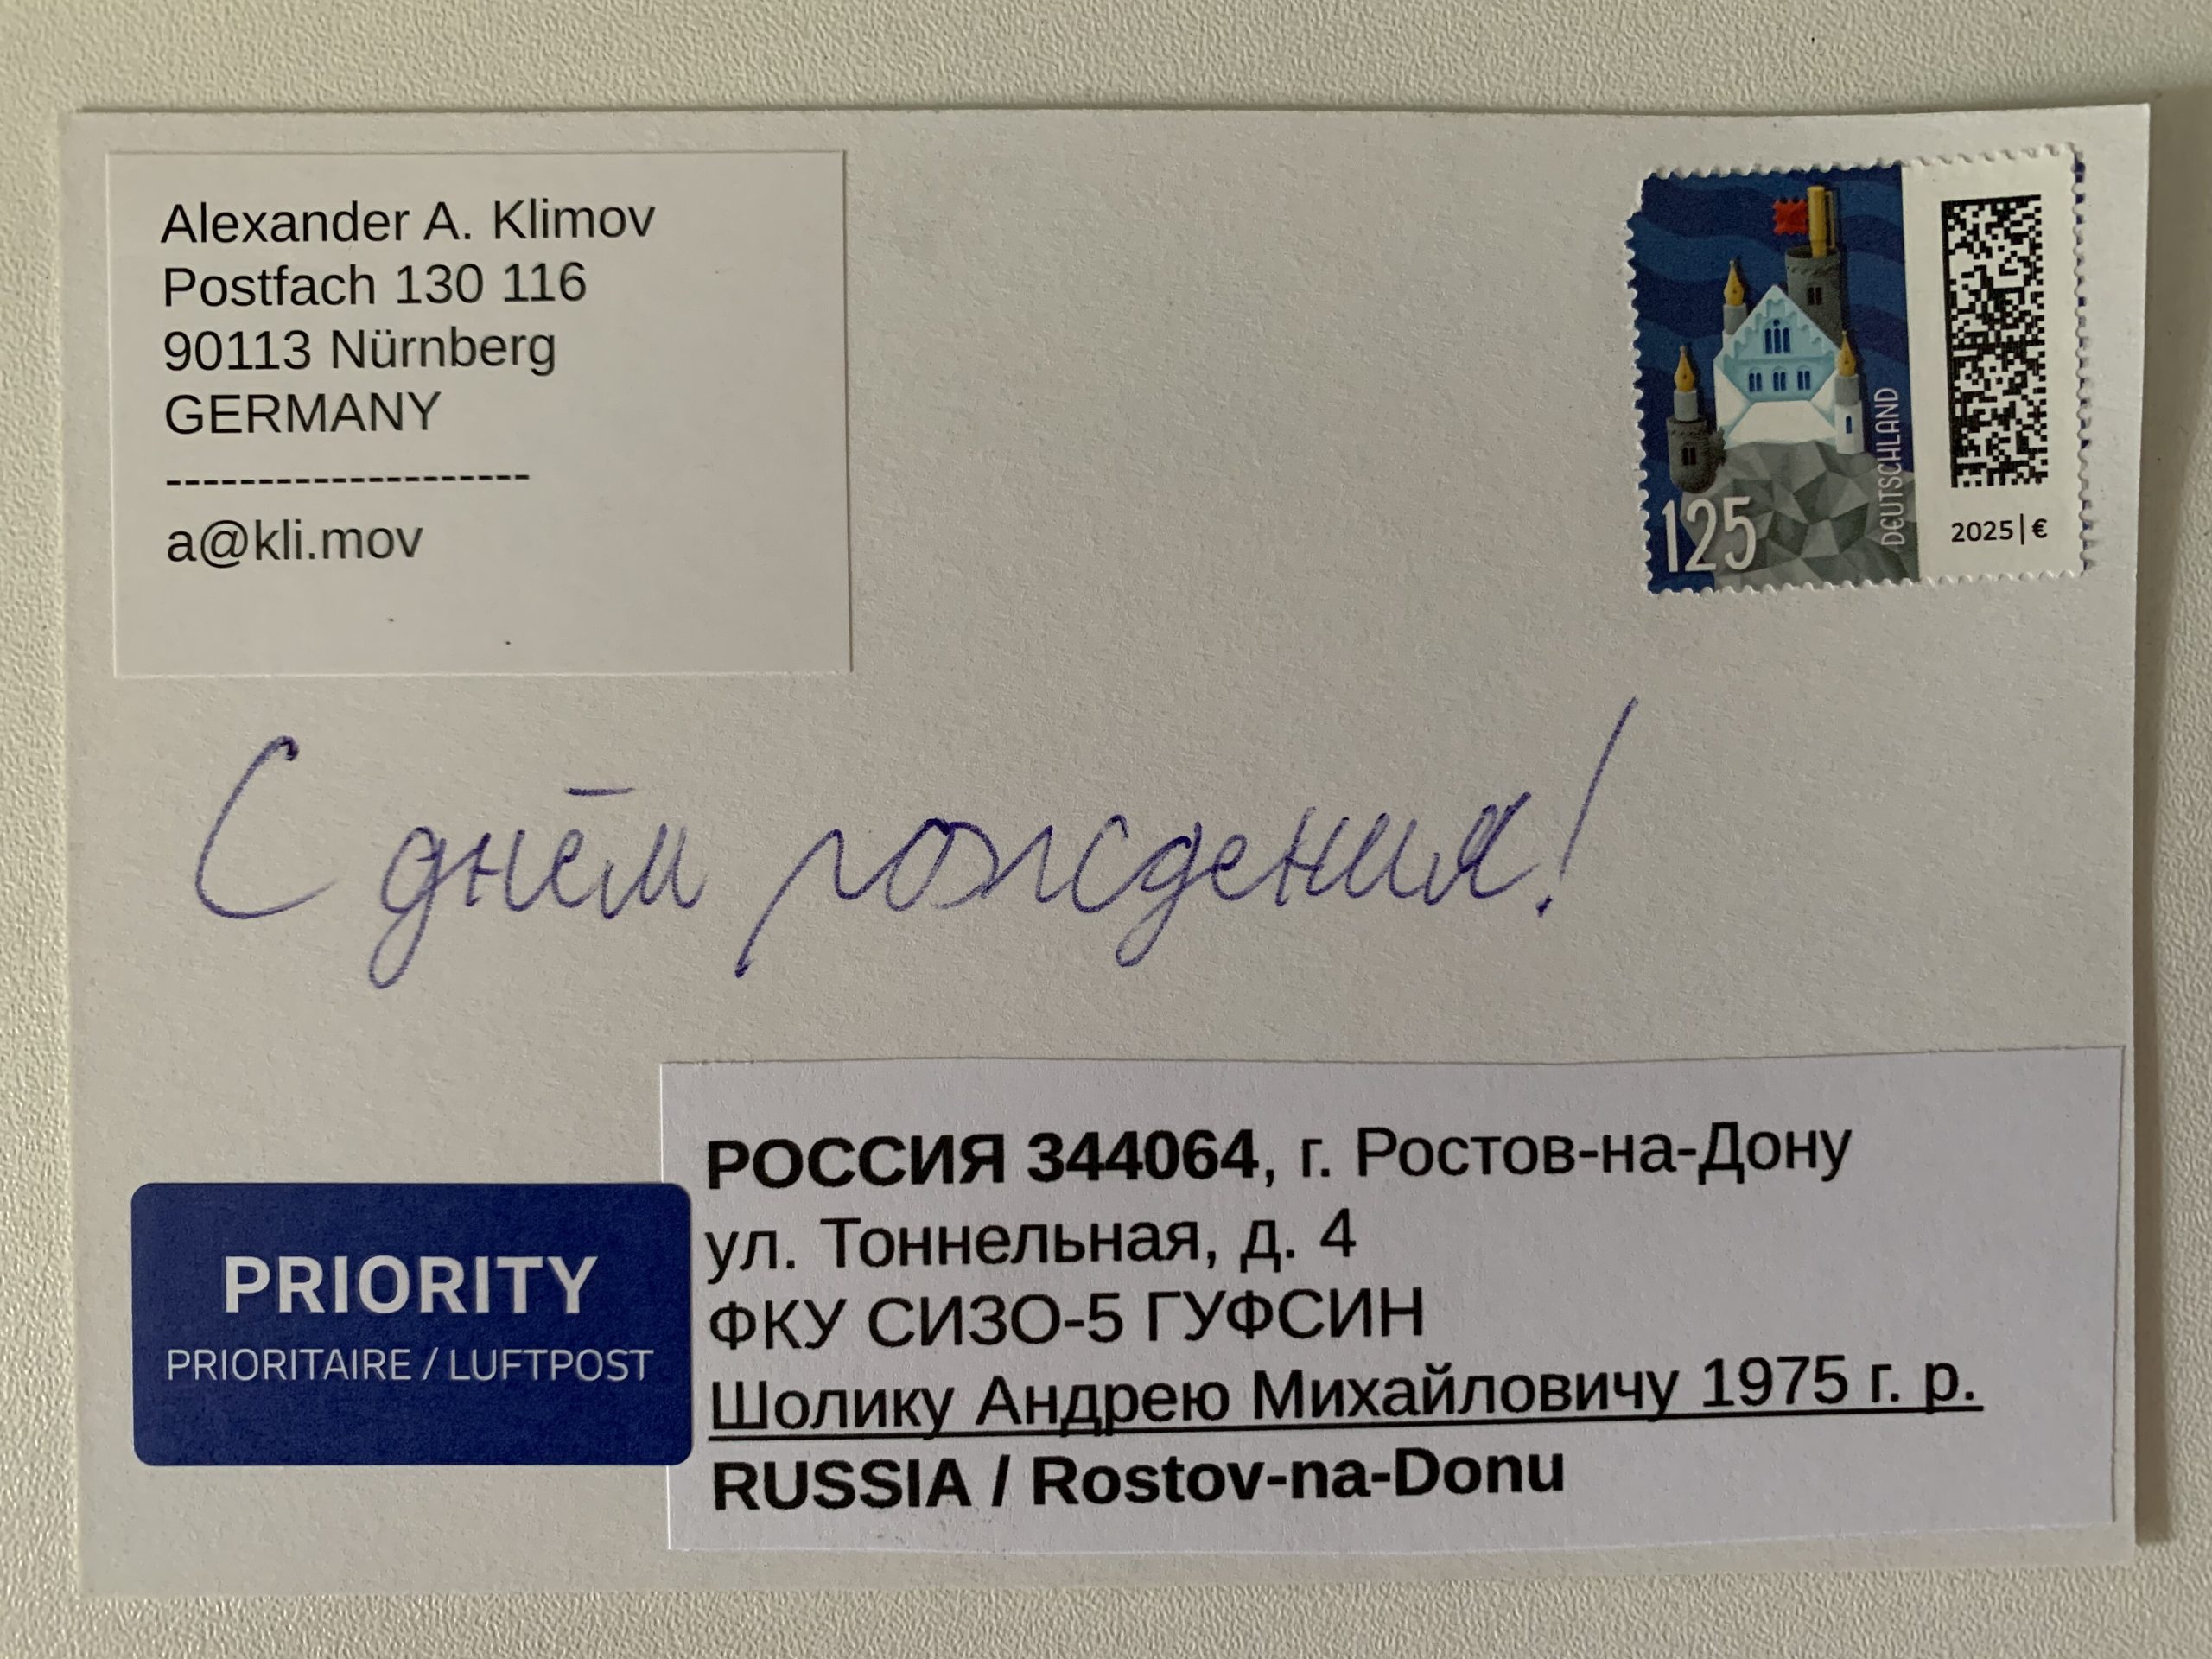 Alexander A. Klimov
Postfach 130 116
90113 Nürnberg
GERMANY
--------------------
a@kli.mov
125
DEUTSCHLAND
2025|€
С днём рождения!
PRIORITY
PRIORITAIRE / LUFTPOST
РОССИЯ 344064, г. Ростов-на-Дону
ул. Тоннельная, д. 4
ФКУ СИЗО-5 ГУФСИН
Шолику Андрею Михайловичу 1975 г. р.
RUSSIA / Rostov-na-Donu